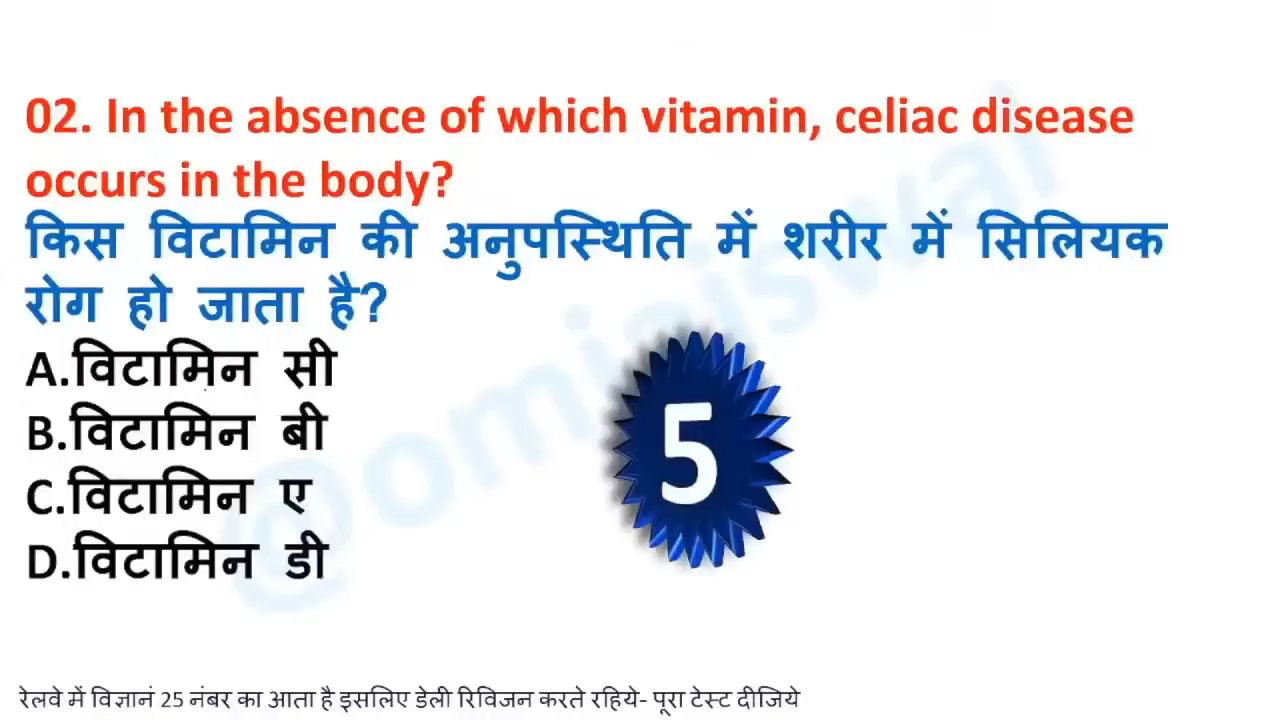 02. In the absence of which vitamin, celiac disease
occurs in the body?
किस विटामिन की अनुपस्थिति में शरीर में सिलियक
रोग हो जाता है?
A.विटामिन सी
B.विटामिन बी
C.विटामिन ए
D.विटामिन डी
5
@omjaiswal
रेलवे में विज्ञानं 25 नंबर का आता है इसलिए डेली रिविजन करते रहिये- पूरा टेस्ट दीजिये